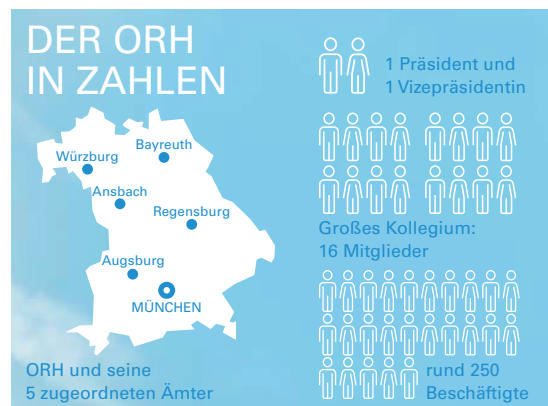 DER ORH
IN ZAHLEN
1 Präsident und
1 Vizepräsidentin
Bayreuth
Würzburg
Ansbach
Regensburg
Augsburg
MÜNCHEN
ORH und seine
5 zugeordneten Ämter
Großes Kollegium:
16 Mitglieder
rund 250
Beschäftigte